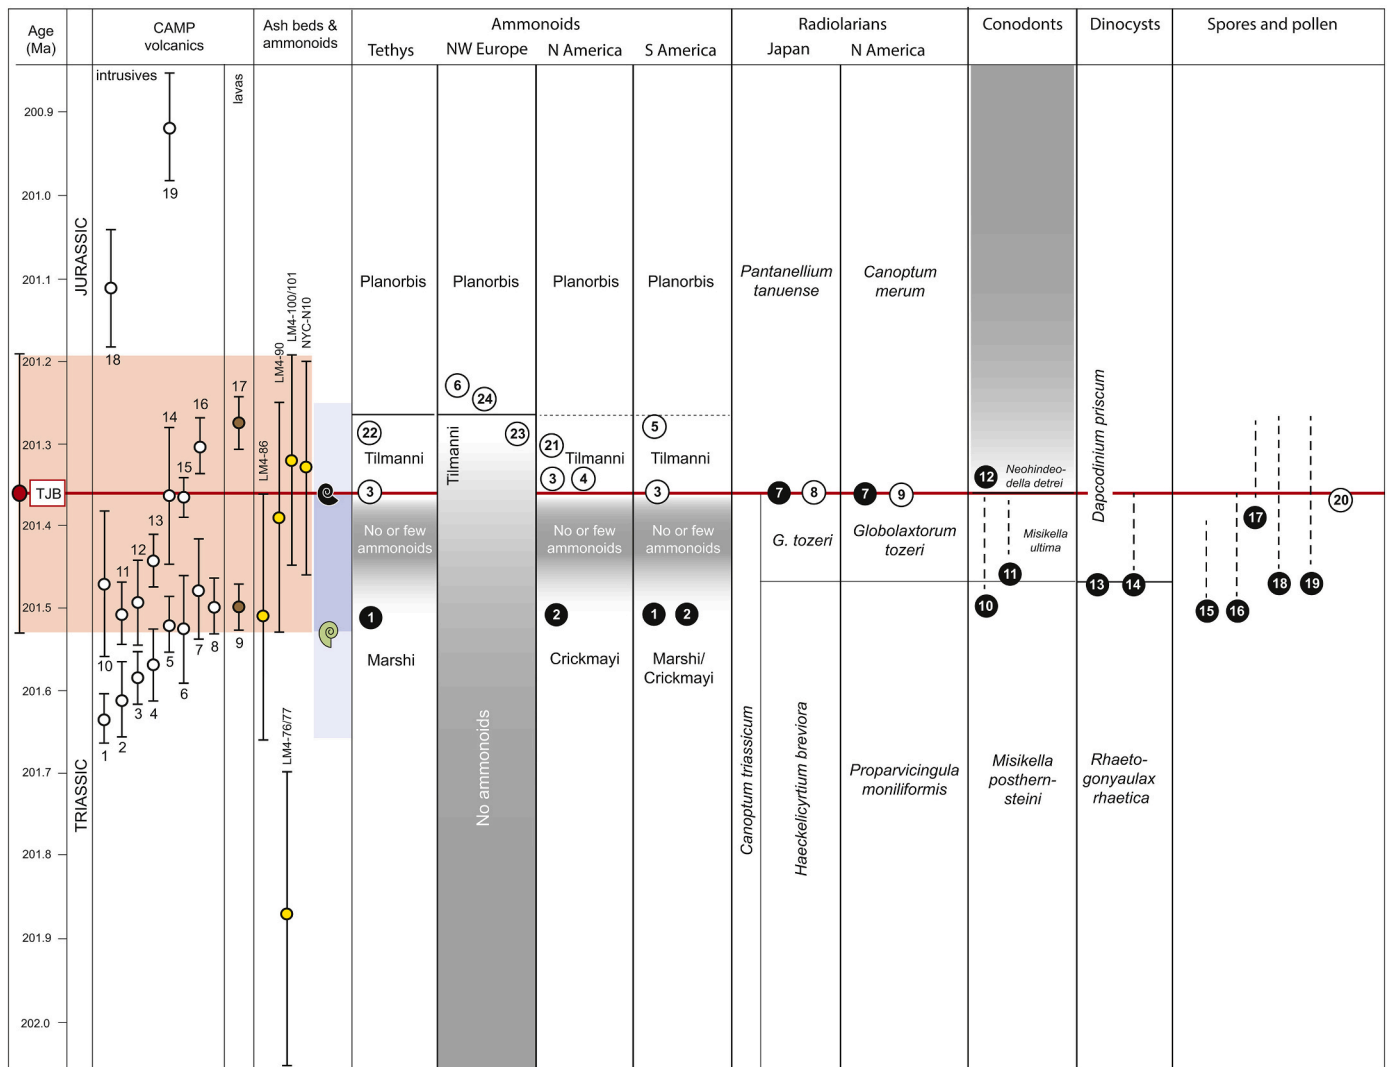 Age
(Ma)
CAMP
volcanics
Ash beds &
ammonoids
Ammonoids
Tethys
NW Europe
N America
S America
Radiolarians
Japan
N America
Conodonts
Dinocysts
Spores and pollen
intrusives
lavas
200.9
201.0
201.1
201.2
201.3
TJB
201.4
201.5
201.6
201.7
201.8
201.9
202.0
JURASSIC
TRIASSIC
19
18
17
16
14
15
13
12
11
10
9
8
7
5
6
4
3
2
1
LM4-100/101
NYC-N10
LM4-90
LM4-86
LM4-76/77
Planorbis
Planorbis
Planorbis
Planorbis
Pantanellium
tanuense
Canoptum
merum
6
24
22
23
21
5
Tilmanni
Tilmanni
Tilmanni
Tilmanni
3
4
3
3
7
8
7
9
12
Neohindeo-
della detrei
Dapcodinium priscum
20
17
No or few
ammonoids
No or few
ammonoids
No or few
ammonoids
G. tozeri
Globolaxtorum
tozeri
Misikella
ultima
11
10
13
14
15
16
18
19
1
2
1
2
Marshi
Crickmayi
Marshi/
Crickmayi
No ammonoids
Canoptum triassicum
Haeckelicyrtium breviora
Proparvicingula
moniliformis
Misikella
posthern-
steini
Rhaeto-
gonyaulax
rhaetica